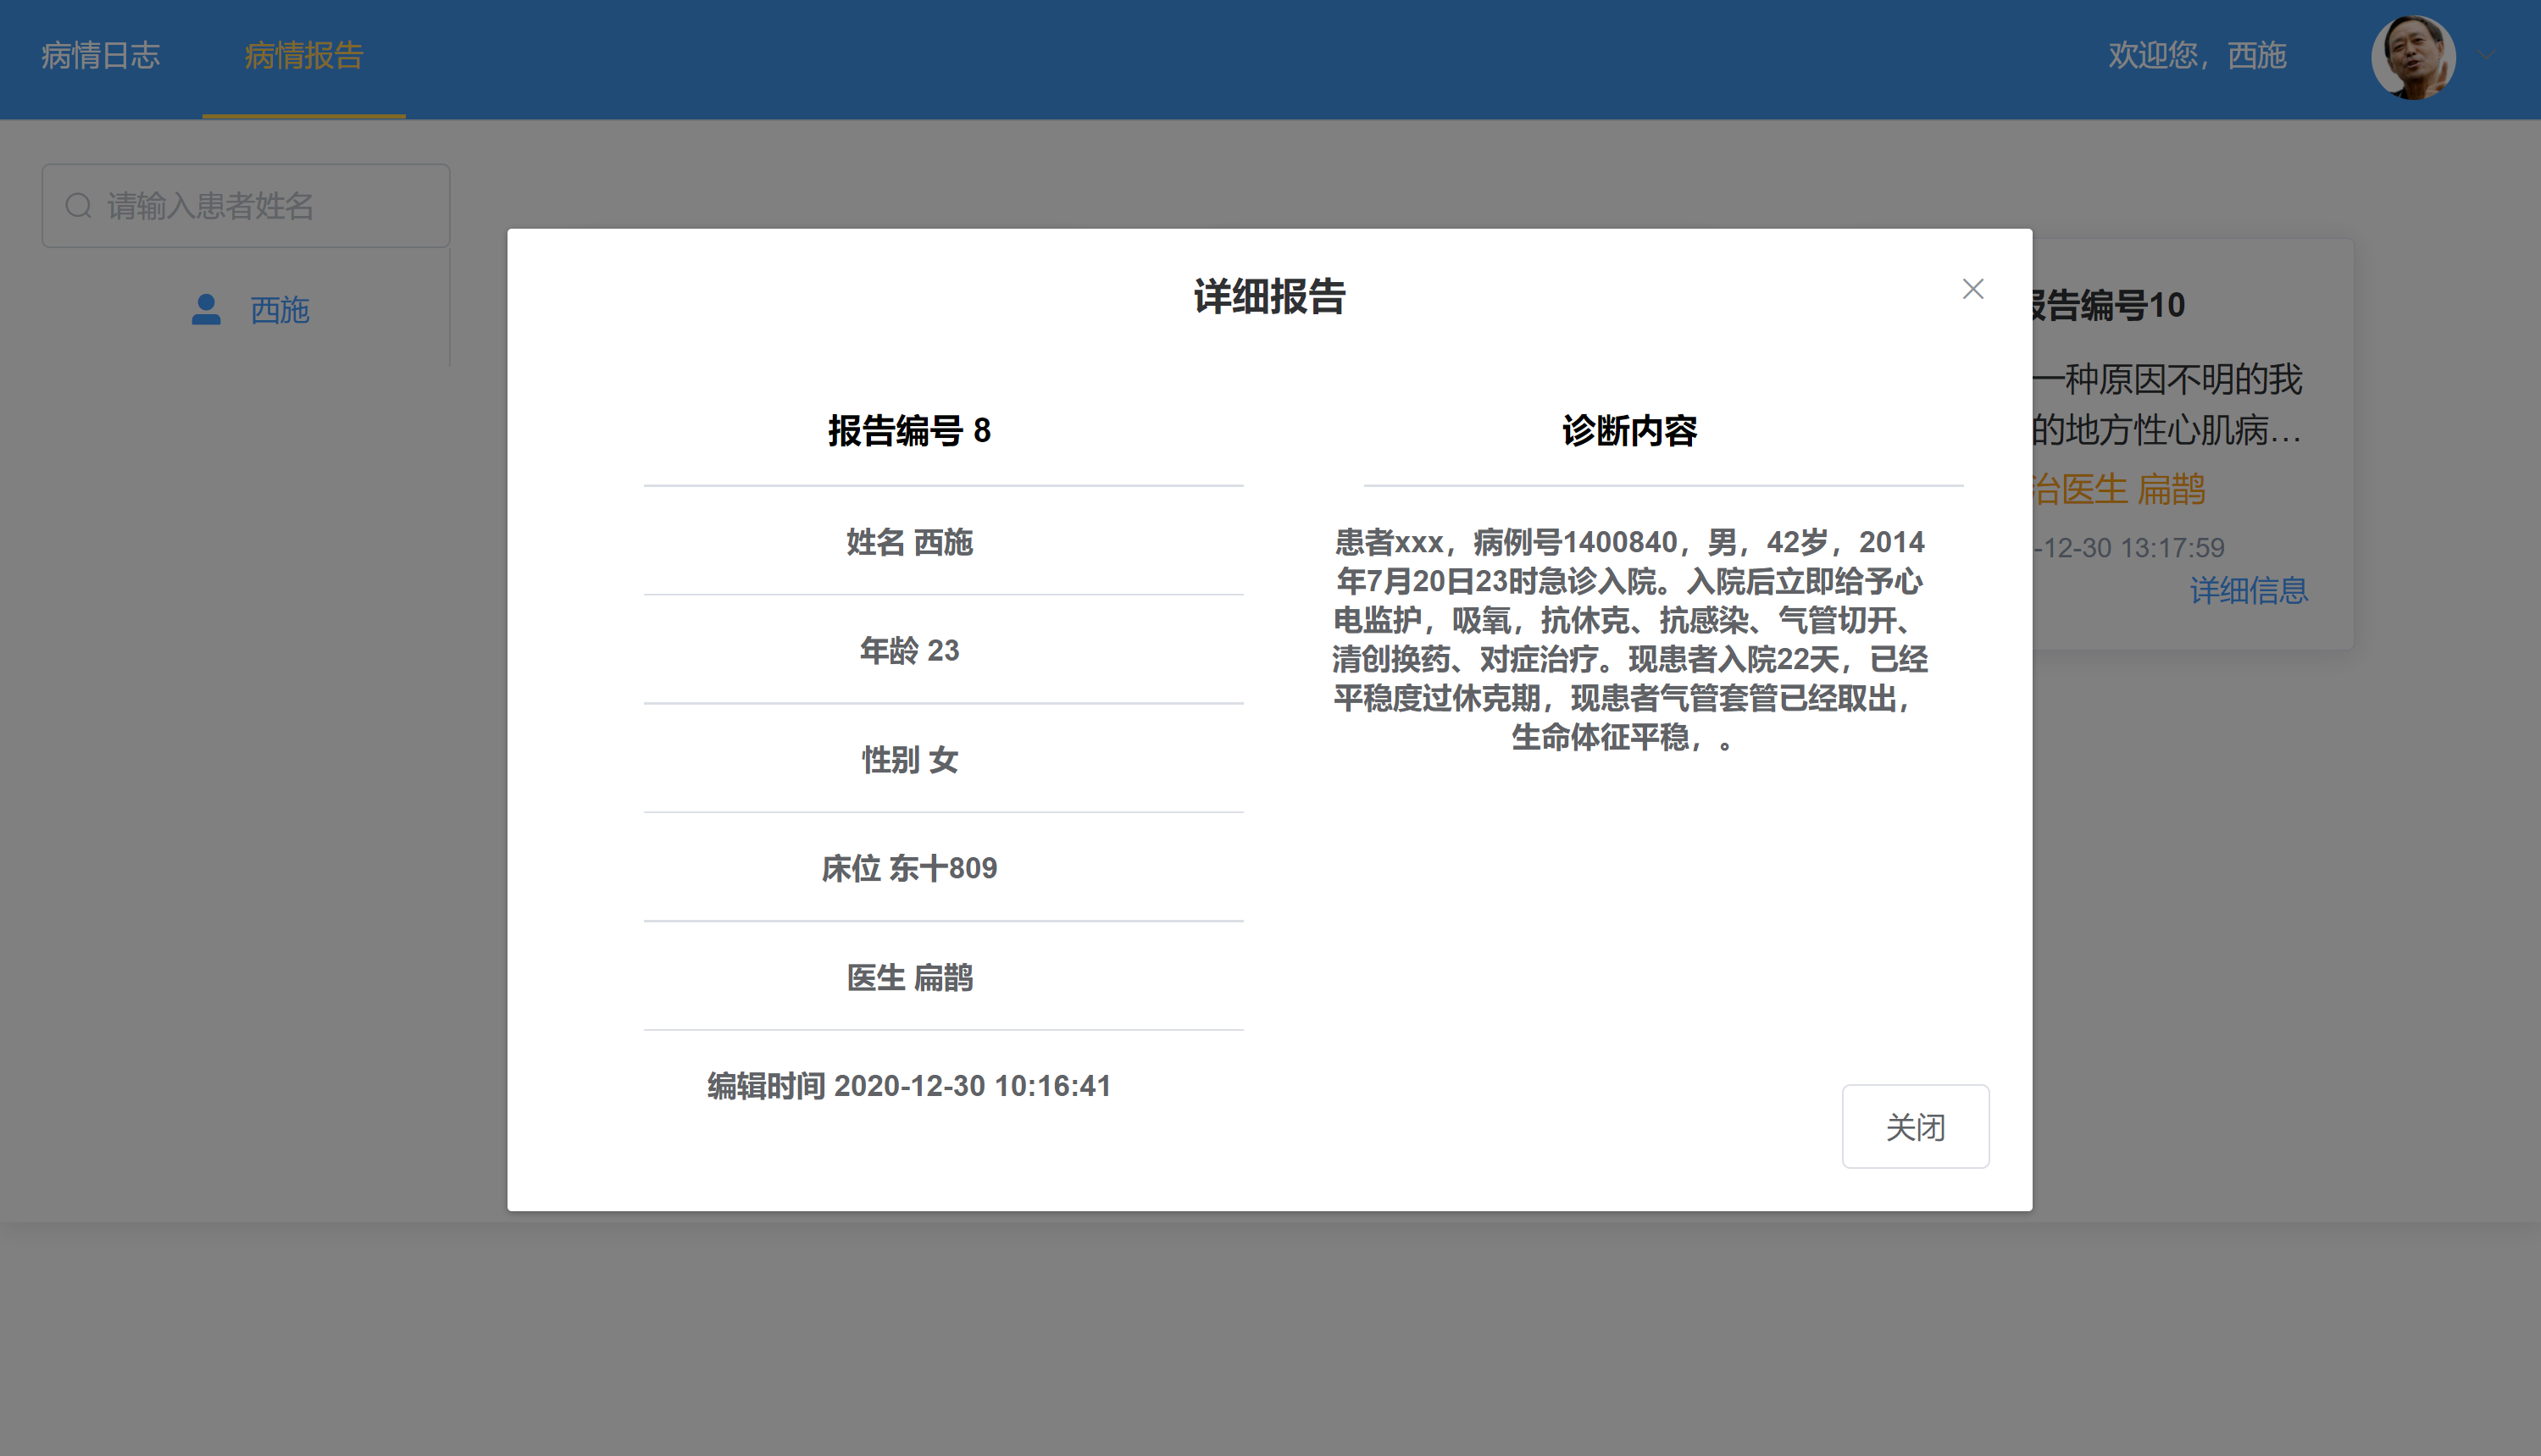 病情日志
病情报告
欢迎您，西施
请输入患者姓名
西施
详细报告
报告编号 8
姓名 西施
年龄 23
性别 女
床位 东十809
医生 扁鹊
编辑时间 2020-12-30 10:16:41
诊断内容
患者xxx，病例号1400840，男，42岁，2014
年7月20日23时急诊入院。入院后立即给予心
电监护，吸氧，抗休克、抗感染、气管切开、
清创换药、对症治疗。现患者入院22天，已经
平稳度过休克期，现患者气管套管已经取出，
生命体征平稳，。
关闭
报告编号10
一种原因不明的我
的地方性心肌病…
治医生 扁鹊
-12-30 13:17:59
详细信息